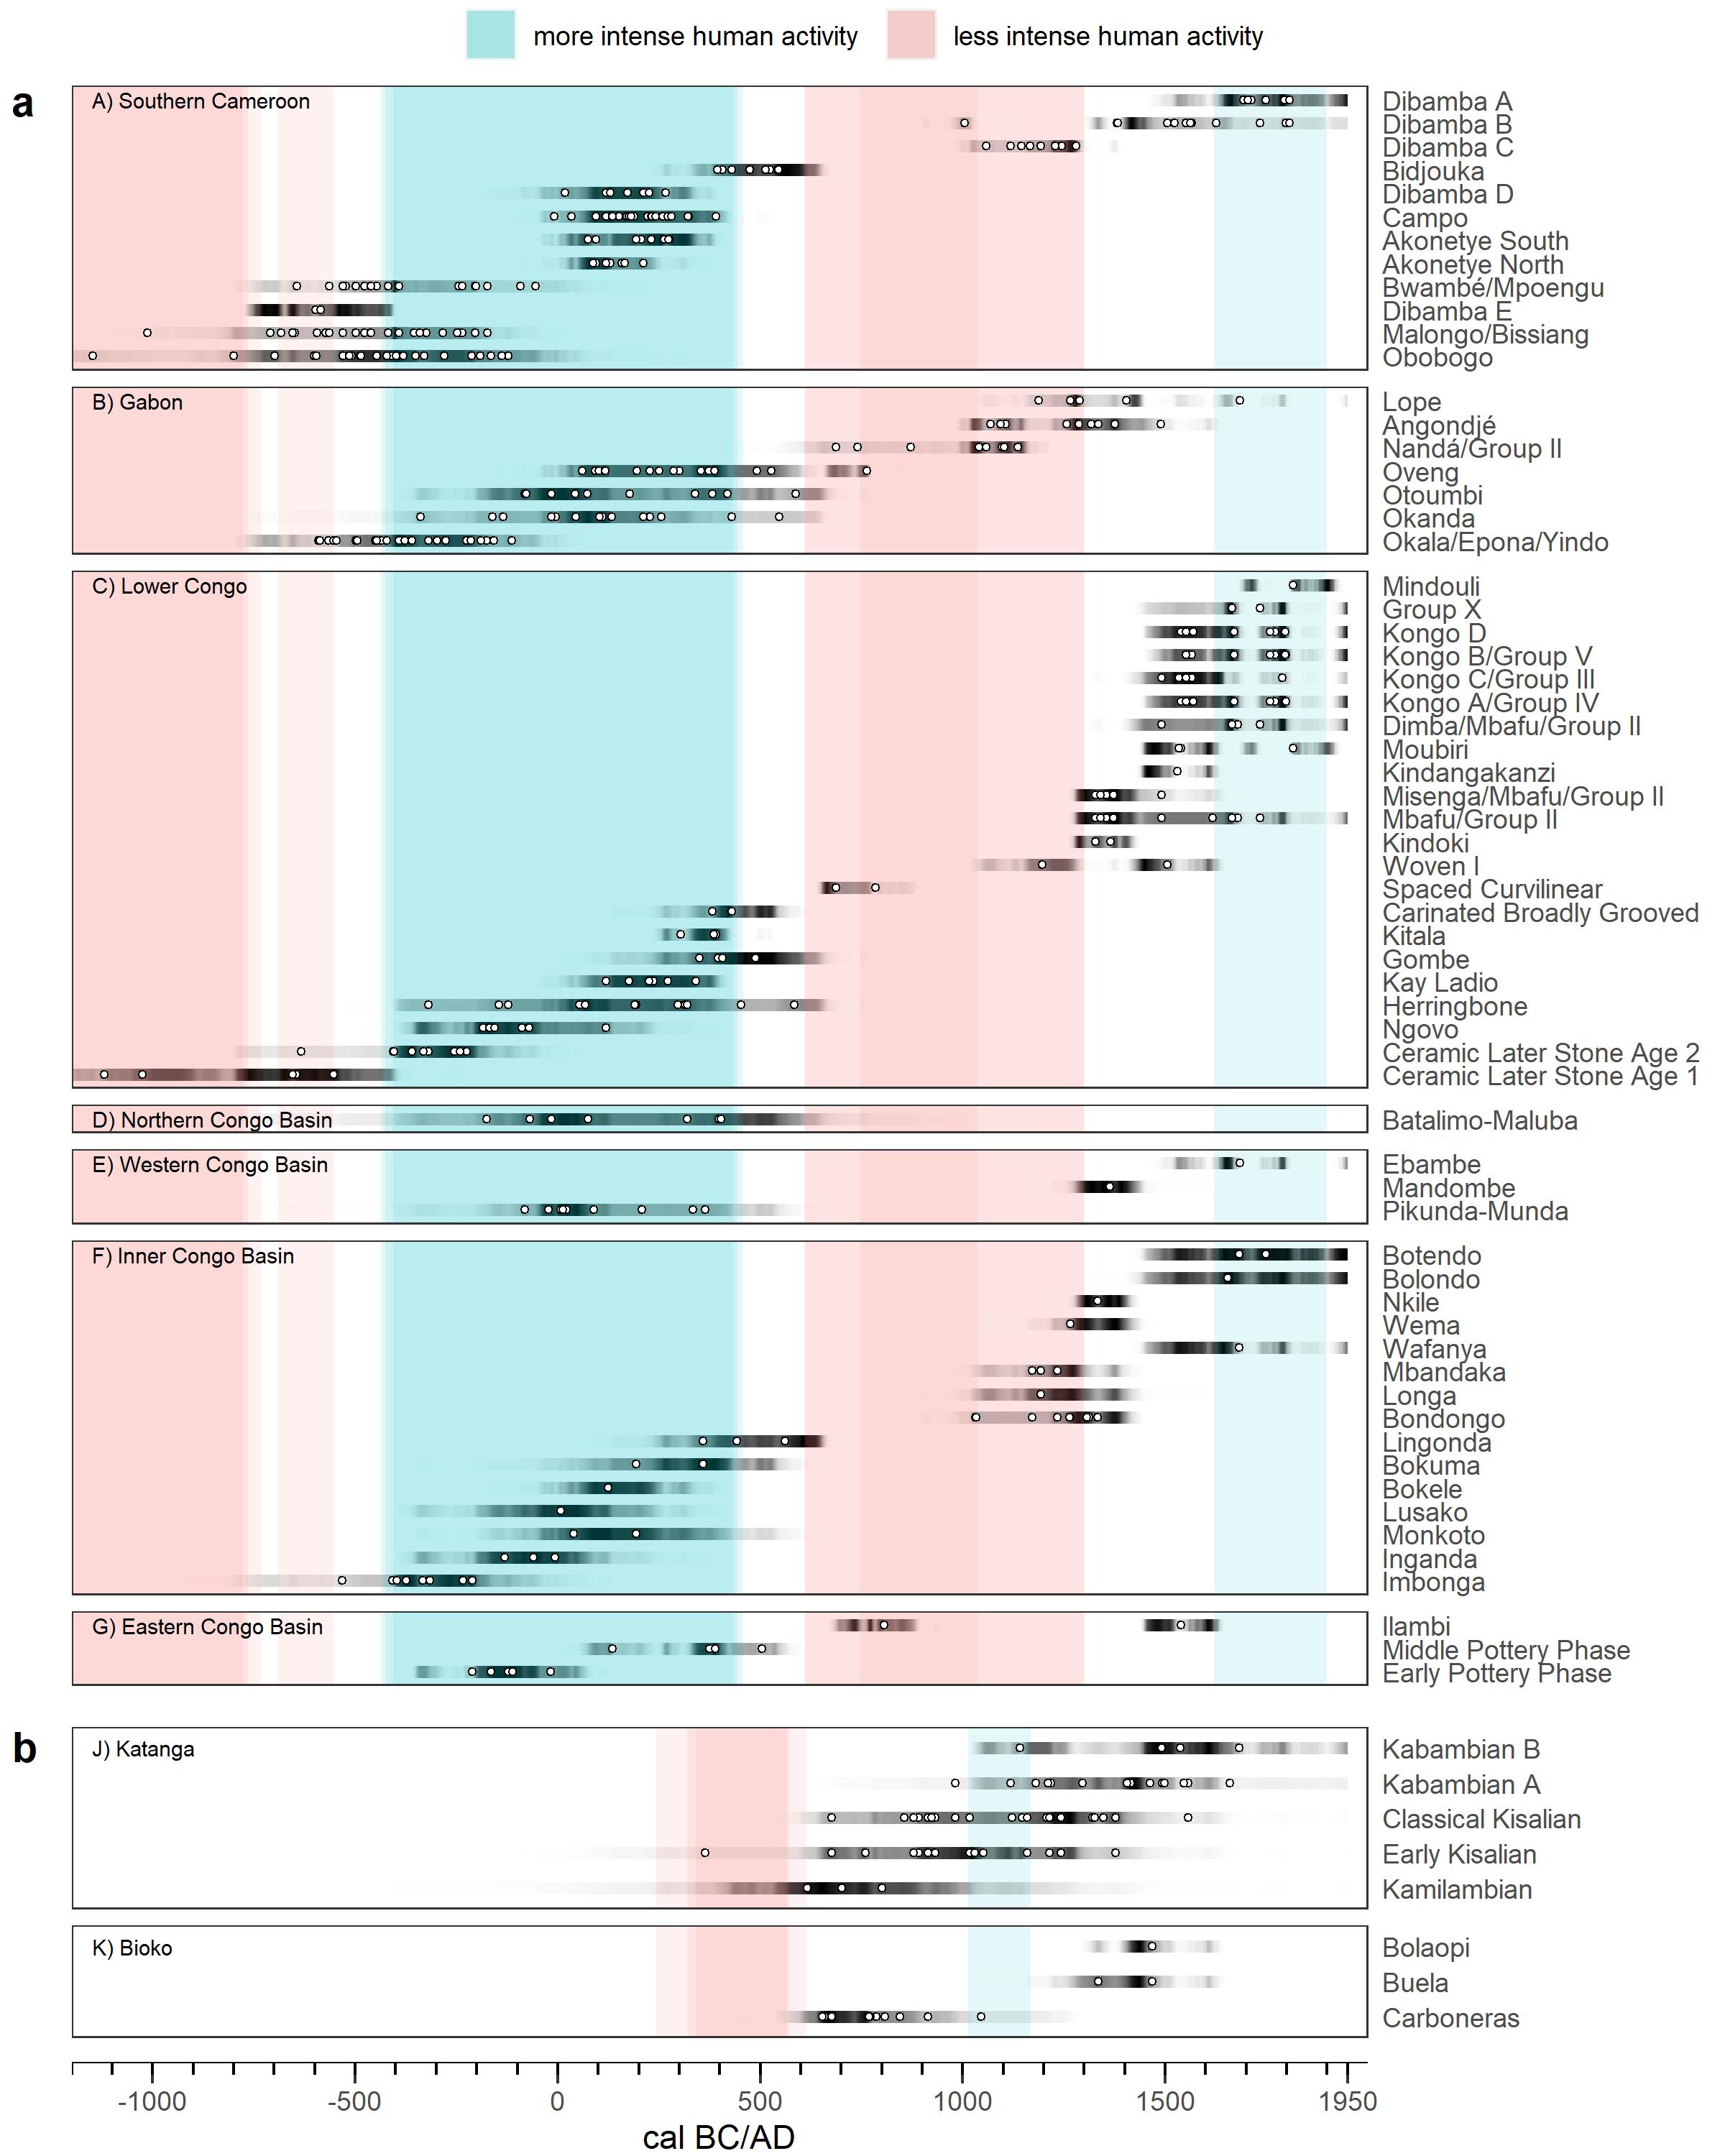 more intense human activity less intense human activity
a
A) Southern Cameroon
Dibamba A
Dibamba B
Dibamba C
Bidjouka
Dibamba D
Campo
Akonetye South
Akonetye North
Bwambé/Mpoengu
Dibamba E
Malongo/Bissiang
Obobogo
B) Gabon
Lope
Angondjé
Nandá/Group II
Oveng
Otoumbi
Okanda
Okala/Epona/Yindo
C) Lower Congo
Mindouli
Group X
Kongo D
Kongo B/Group V
Kongo C/Group III
Kongo A/Group IV
Dimba/Mbafu/Group II
Moubiri
Kindangakanzi
Misenga/Mbafu/Group II
Mbafu/Group II
Kindoki
Woven I
Spaced Curvilinear
Carinated Broadly Grooved
Kitala
Gombe
Kay Ladio
Herringbone
Ngovo
Ceramic Later Stone Age 2
Ceramic Later Stone Age 1
D) Northern Congo Basin
Batalimo-Maluba
E) Western Congo Basin
Ebambe
Mandombe
Pikunda-Munda
F) Inner Congo Basin
Botendo
Bolondo
Nkile
Wema
Wafanya
Mbandaka
Longa
Bondongo
Lingonda
Bokuma
Bokele
Lusako
Monkoto
Inganda
Imbonga
G) Eastern Congo Basin
Ilambi
Middle Pottery Phase
Early Pottery Phase
b
J) Katanga
Kabambian B
Kabambian A
Classical Kisalian
Early Kisalian
Kamilambian
K) Bioko
Bolaopi
Buela
Carboneras
-1000 -500 0 500 1000 1500 1950
cal BC/AD